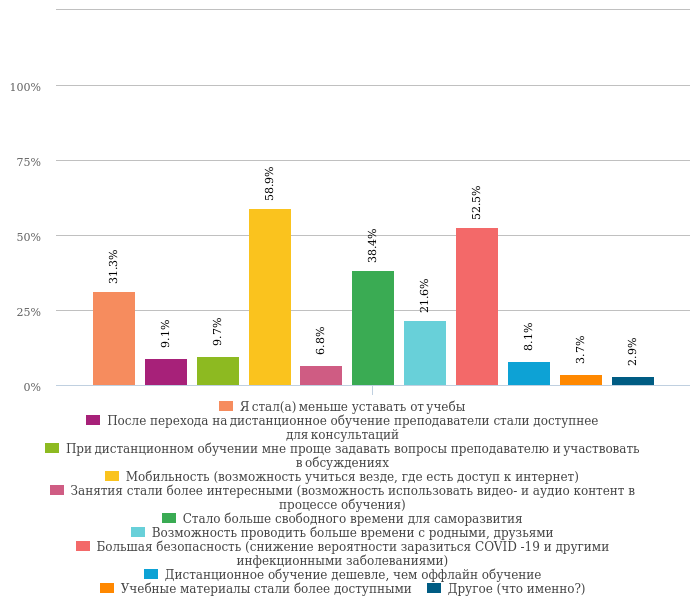 100%
75%
50%
25%
0%
31.3%
9.1%
9.7%
58.9%
6.8%
38.4%
21.6%
52.5%
8.1%
3.7%
2.9%
Я стал(а) меньше уставать от учебы
После перехода на дистанционное обучение преподаватели стали доступнее
для консультаций
При дистанционном обучении мне проще задавать вопросы преподавателю и участвовать
в обсуждениях
Мобильность (возможность учиться везде, где есть доступ к интернет)
Занятия стали более интересными (возможность использовать видео- и аудио контент в
процессе обучения)
Стало больше свободного времени для саморазвития
Возможность проводить больше времени с родными, друзьями
Большая безопасность (снижение вероятности заразиться COVID -19 и другими
инфекционными заболеваниями)
Дистанционное обучение дешевле, чем оффлайн обучение
Учебные материалы стали более доступными Другое (что именно?)